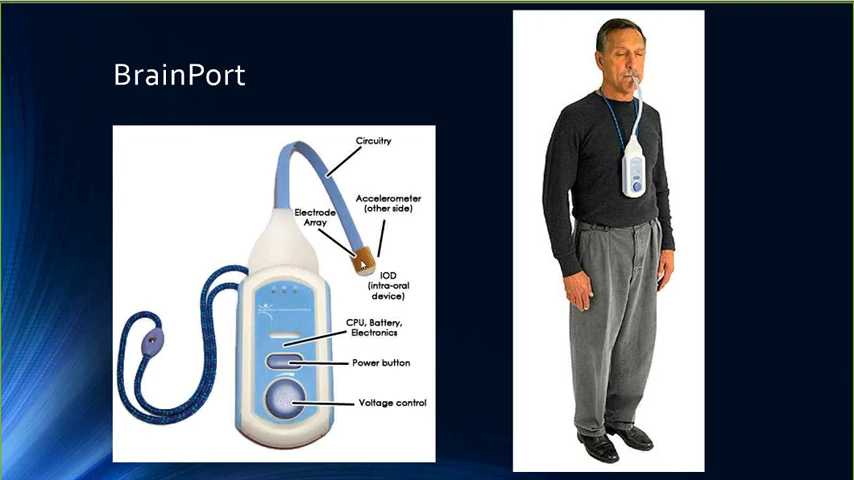 BrainPort
Circuitry
Accelerometer
(other side)
Electrode
Array
IOD
(intra-oral
device)
CPU, Battery,
Electronics
Power button
Voltage control